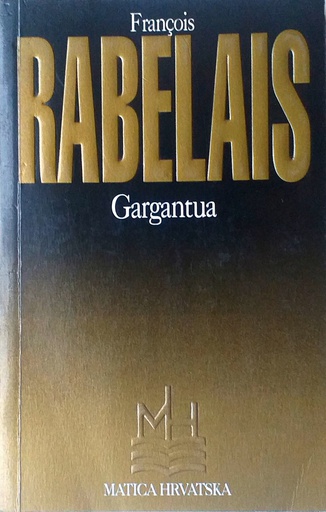 François
RABELAIS
Gargantua
MH
MATICA HRVATSKA